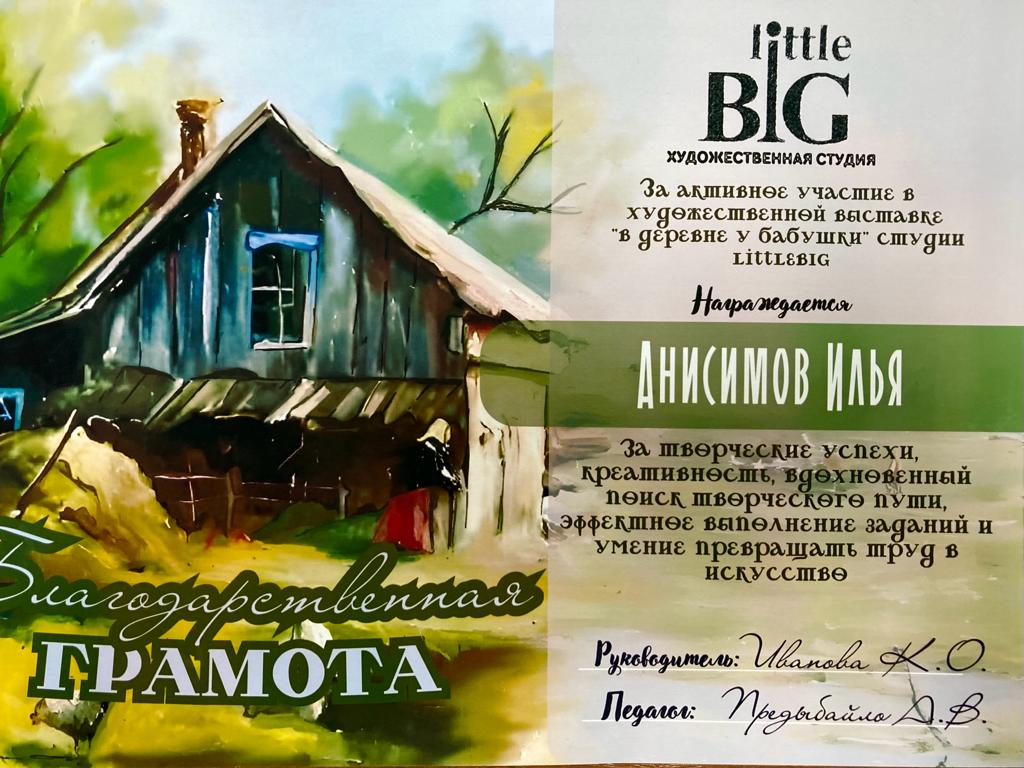 little
BIG
ХУДОЖЕСТВЕННАЯ СТУДИЯ
За активное участие в
художественной выставке
"в деревне у бабушки" студии
LittleBig
Награждается
Анисимов Илья
За творческие успехи,
креативность, вдохновенный
поиск творческого пути,
эффектное выполнение заданий и
умение превращать труд в
искусство
Благодарственная
ГРАМОТА
Руководитель: Иванова К.О.
Педагог: Предыбайло А.В.